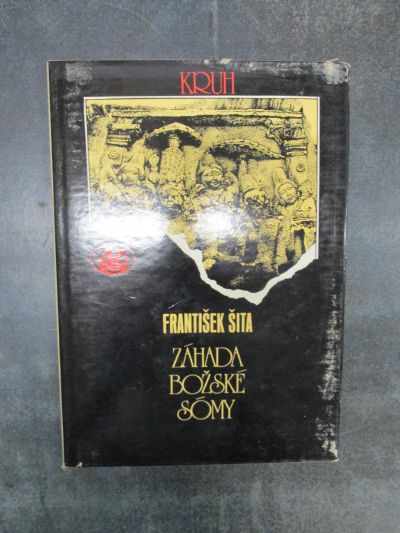 KRUH
FRANTIŠEK ŠITA
ZÁHADA
BOŽSKÉ
SÓMY